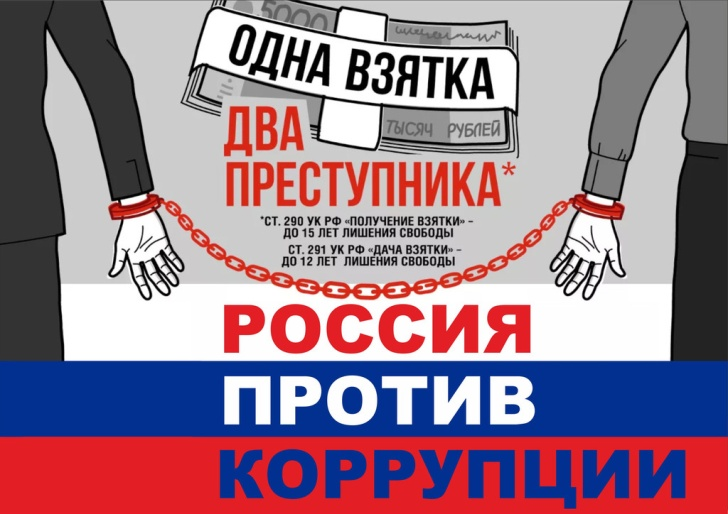 5000
ОДНА ВЗЯТКА
ТЫСЯЧ РУБЛЕЙ
ДВА
ПРЕСТУПНИКА*
*СТ. 290 УК РФ «ПОЛУЧЕНИЕ ВЗЯТКИ» –
ДО 15 ЛЕТ ЛИШЕНИЯ СВОБОДЫ
СТ. 291 УК РФ «ДАЧА ВЗЯТКИ» –
ДО 12 ЛЕТ ЛИШЕНИЯ СВОБОДЫ
РОССИЯ
ПРОТИВ
КОРРУПЦИИ